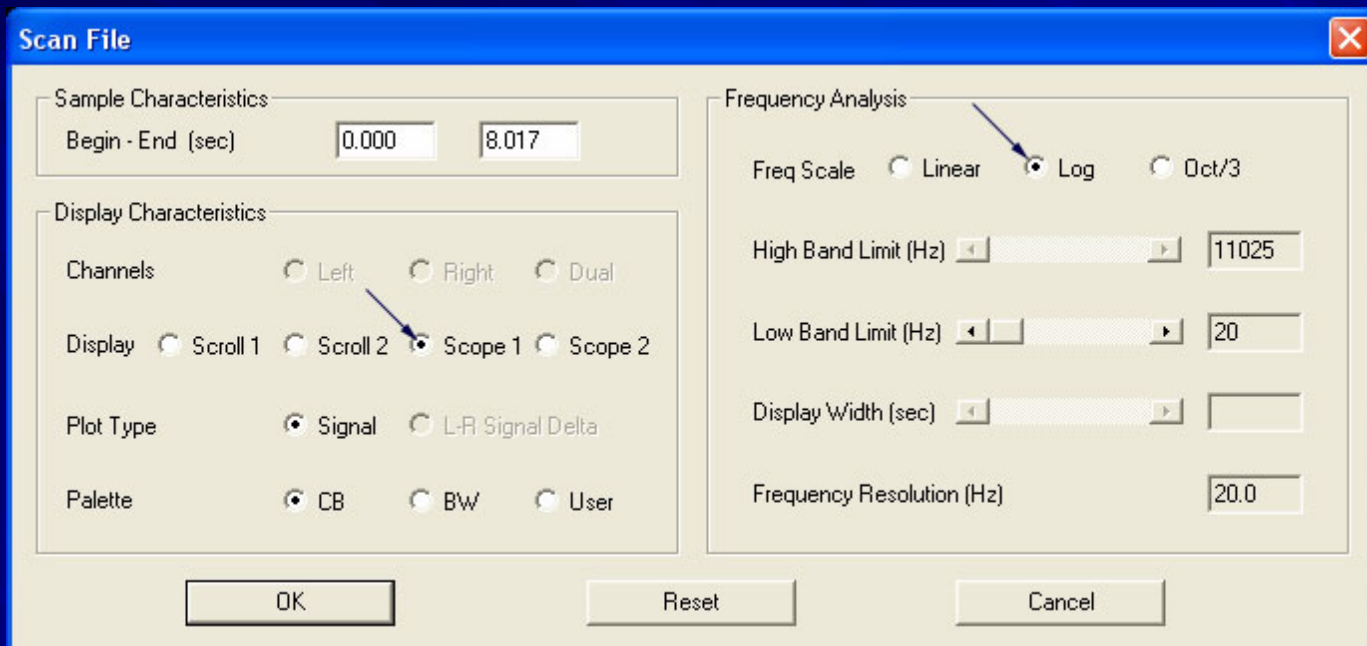 Scan File
Sample Characteristics
Begin - End (sec) 0.000 8.017
Display Characteristics
Channels Left Right Dual
Display Scroll 1 Scroll 2 Scope 1 Scope 2
Plot Type Signal L-R Signal Delta
Palette CB BW User
Frequency Analysis
Freq Scale Linear Log Oct/3
High Band Limit (Hz) 11025
Low Band Limit (Hz) 20
Display Width (sec)
Frequency Resolution (Hz) 20.0
OK Reset Cancel